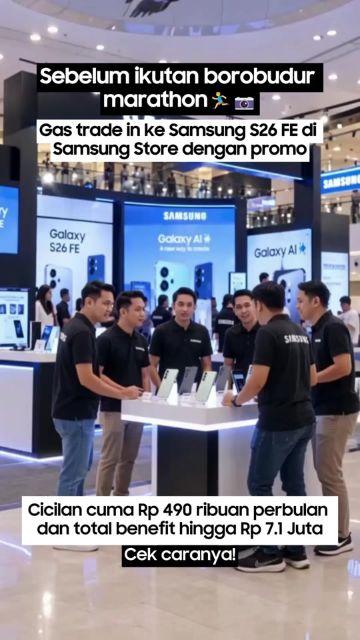 Sebelum ikutan borobudur
marathon🏃‍♂️📷
Gas trade in ke Samsung S26 FE di
Samsung Store dengan promo
SAMSUNG
Galaxy
S26 FE
SAMSUNG
Galaxy AI
Galaxy AI
SAMSUNG
Cicilan cuma Rp 490 ribuan perbulan
dan total benefit hingga Rp 7.1 Juta
Cek caranya!